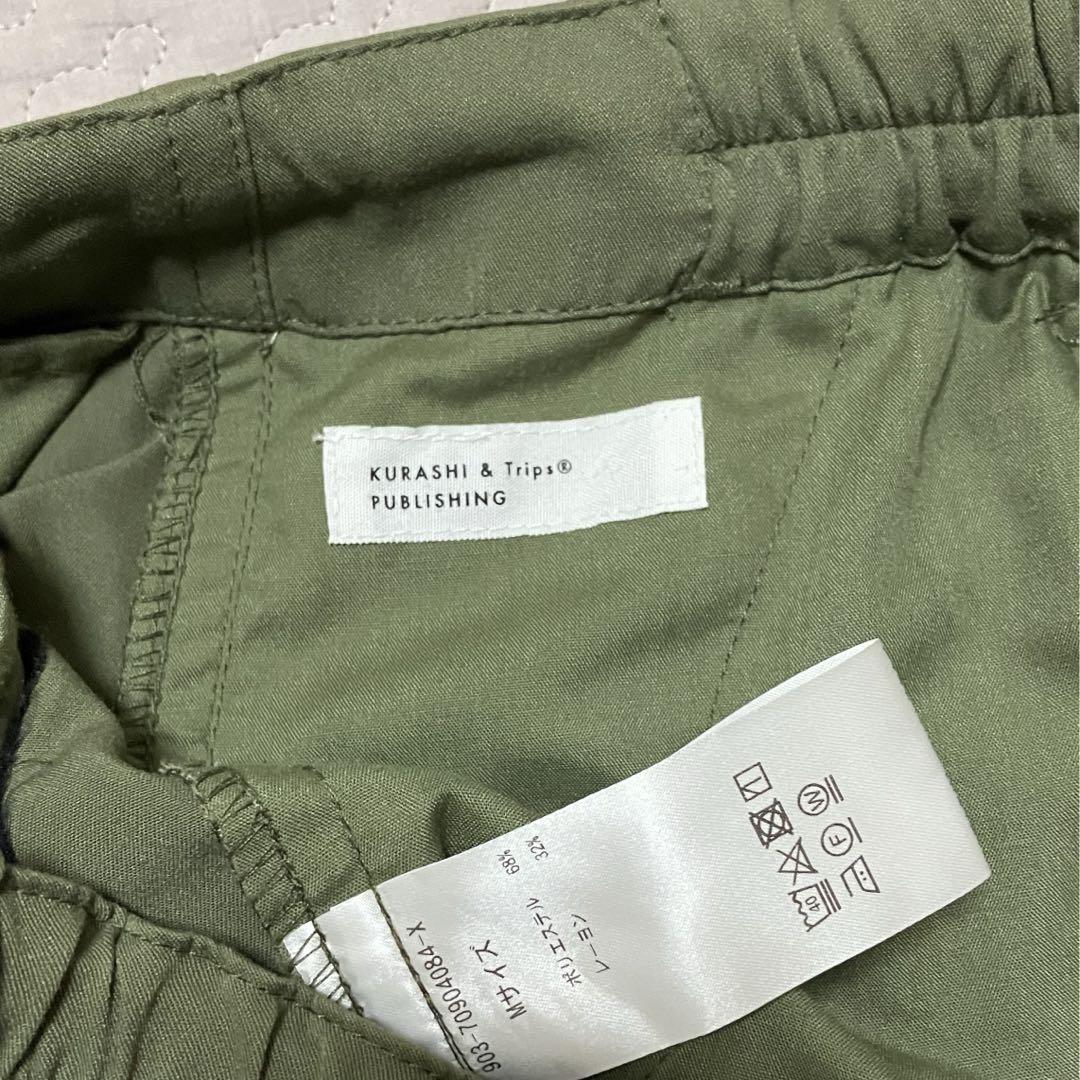 KURASHI & Trips®
PUBLISHING
903-70904084-X
Mサイズ
ポリエステル 68%
レーヨン 32%
40
F
W